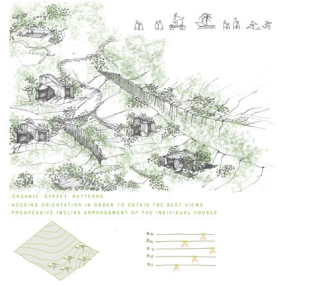 -ORGANIC STREET PATTERNS
-HOUSING ORIENTATION IN ORDER TO OBTAIN THE BEST VIEWS
-PROGRESSIVE INCLINE ARRANGEMENT OF THE INDIVIDUAL HOUSES